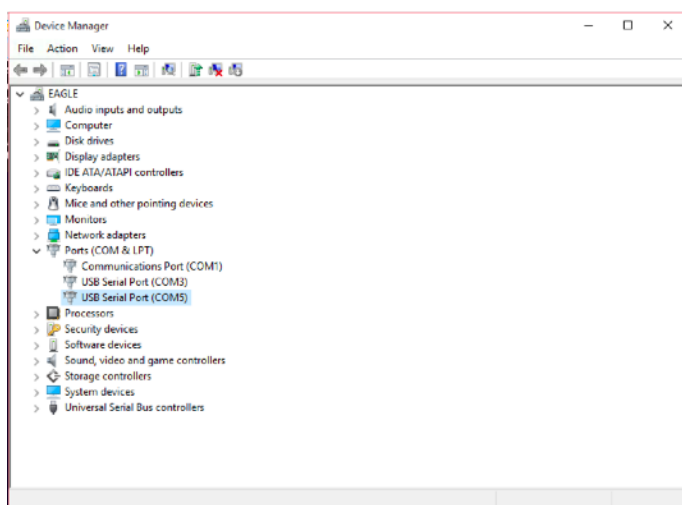 Device Manager
File Action View Help
EAGLE
Audio inputs and outputs
Computer
Disk drives
Display adapters
IDE ATA/ATAPI controllers
Keyboards
Mice and other pointing devices
Monitors
Network adapters
Ports (COM & LPT)
Communications Port (COM1)
USB Serial Port (COM3)
USB Serial Port (COM5)
Processors
Security devices
Software devices
Sound, video and game controllers
Storage controllers
System devices
Universal Serial Bus controllers